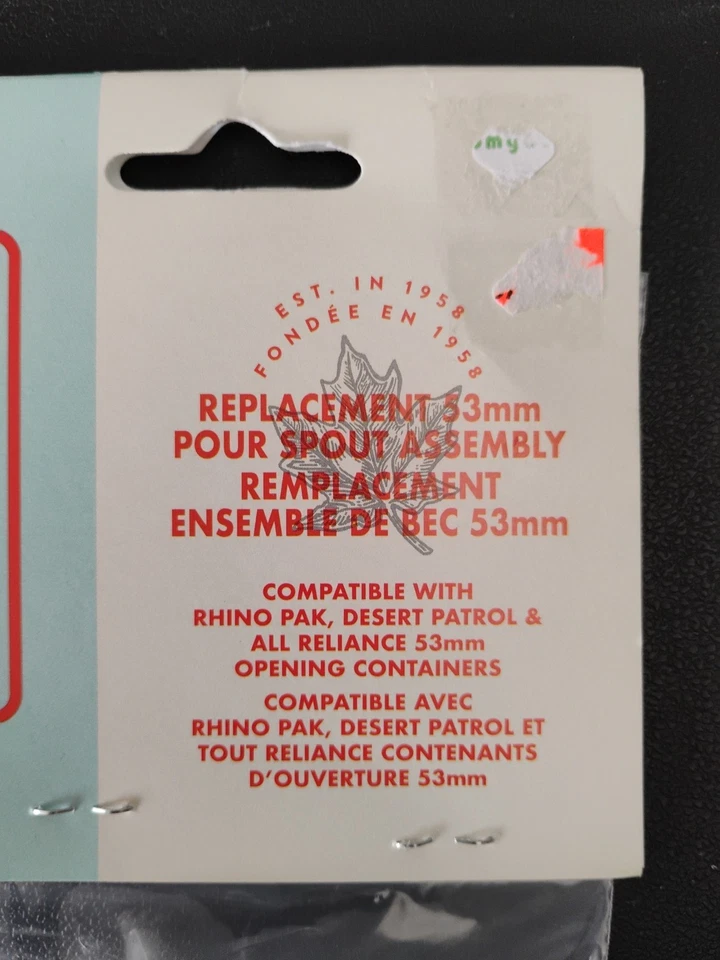 my
EST. IN 1958
FONDÉE EN 1958
REPLACEMENT 53mm
POUR SPOUT ASSEMBLY
REMPLACEMENT
ENSEMBLE DE BEC 53mm
COMPATIBLE WITH
RHINO PAK, DESERT PATROL &
ALL RELIANCE 53mm
OPENING CONTAINERS
COMPATIBLE AVEC
RHINO PAK, DESERT PATROL ET
TOUT RELIANCE CONTENANTS
D'OUVERTURE 53mm